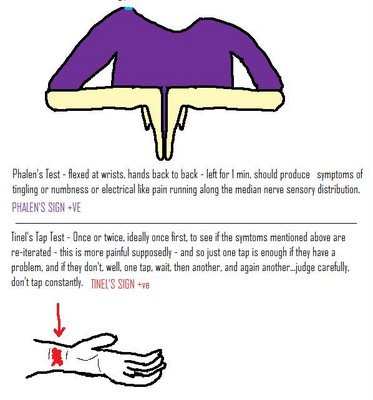 Phalen's Test - flexed at wrists, hands back to back - left for 1 min, should produce symptoms of
tingling or numbness or electrical like pain running along the median nerve sensory distribution.
PHALEN'S SIGN +VE
Tinel's Tap Test - Once or twice, ideally once first, to see if the symtoms mentioned above are
re-iterated - this is more painful supposedly - and so just one tap is enough if they have a
problem, and if they don't, well, one tap, wait, then another, and again another...judge carefully,
don't tap constantly. TINEL'S SIGN +ve